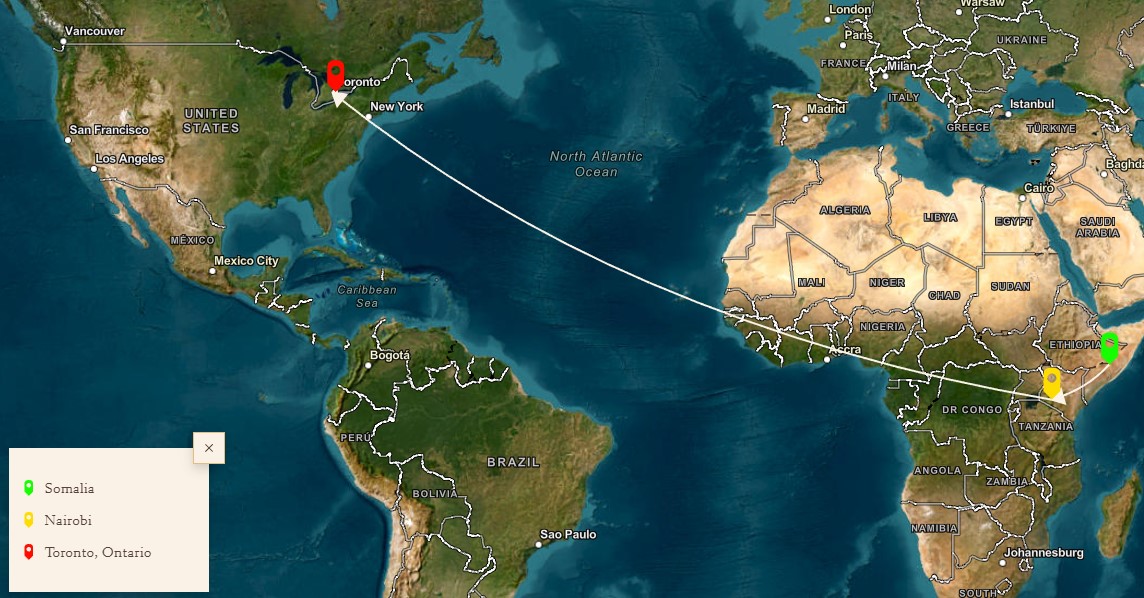 London
Warsaw
Vancouver
Paris
UKRAINE
FRANCE
Milan
oronto
ITALY
New York
Madrid
Istanbul
UNITED
STATES
GREECE
TÜRKIYE
San Francisco
North Atlantic
Ocean
Los Angeles
Baghda
Cairo
ALGERIA
LIBYA
EGYPT
SAUDI
ARABIA
MÉXICO
Mexico City
MALI
NIGER
SUDAN
CHAD
Caribbean
Sea
NIGERIA
Accra
ETHIOPIA
Bogotá
DR CONGO
TANZANIA
PERÚ
BRAZIL
ANGOLA
ZAMBIA
BOLIVIA
NAMIBIA
Sao Paulo
Johannesburg
SOUTH
×
Somalia
Nairobi
Toronto, Ontario